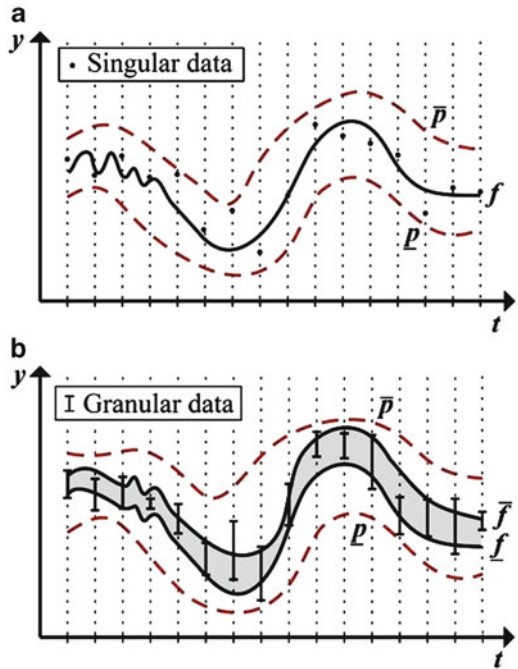 a
y
• Singular data
p̅
f
p̲
t
b
y
I Granular data
p̅
f̅
p̲
f̲
t